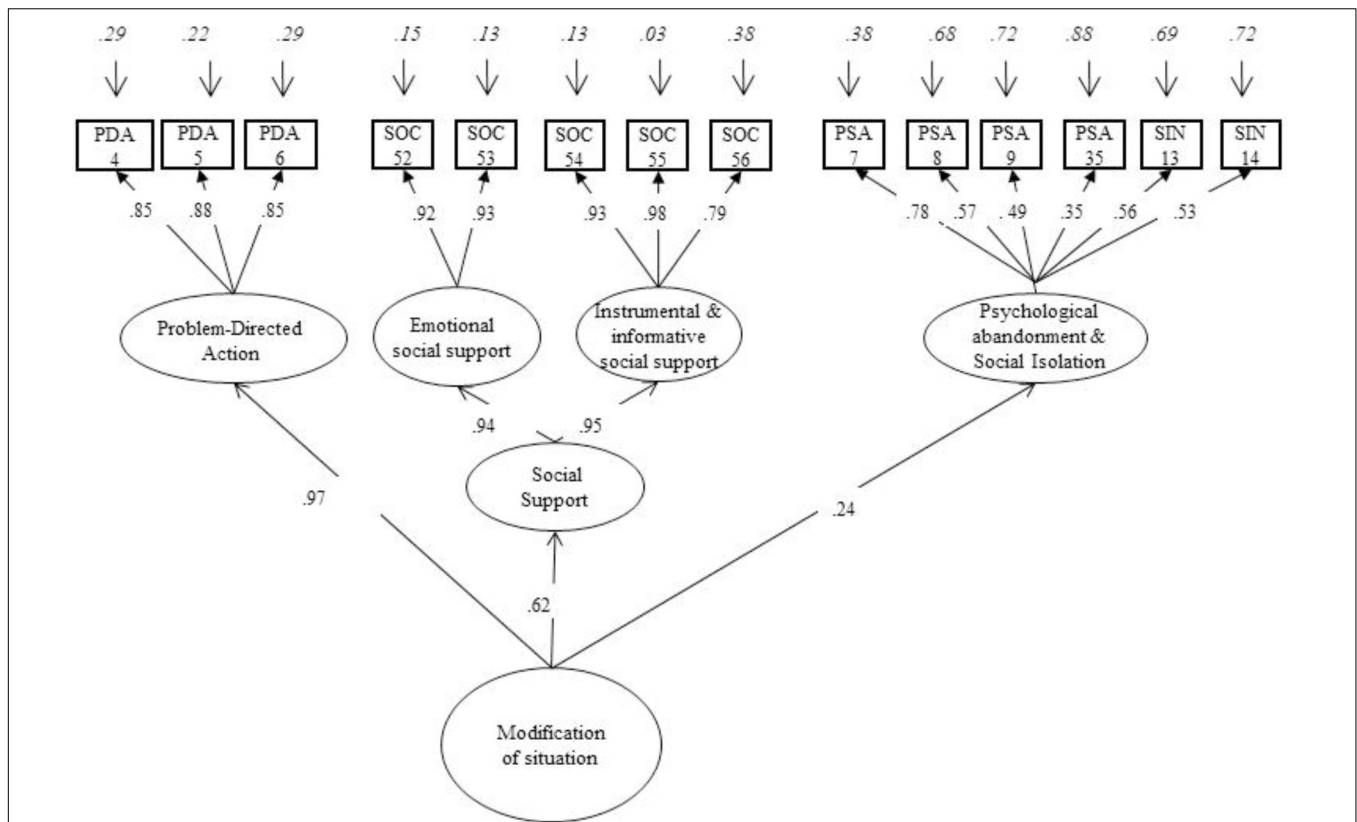 .29 .22 .29 .15 .13 .13 .03 .38 .38 .68 .72 .88 .69 .72
PDA PDA PDA SOC SOC SOC SOC SOC PSA PSA PSA PSA SIN SIN
4 5 6 52 53 54 55 56 7 8 9 35 13 14
.85 .88 .85 .92 .93 .93 .98 .79 .78 .57 .49 .35 .56 .53
Problem-Directed
Action
Emotional
social support
Instrumental &
informative
social support
Psychological
abandonment &
Social Isolation
.94 .95
Social
Support
.97 .24
.62
Modification
of situation